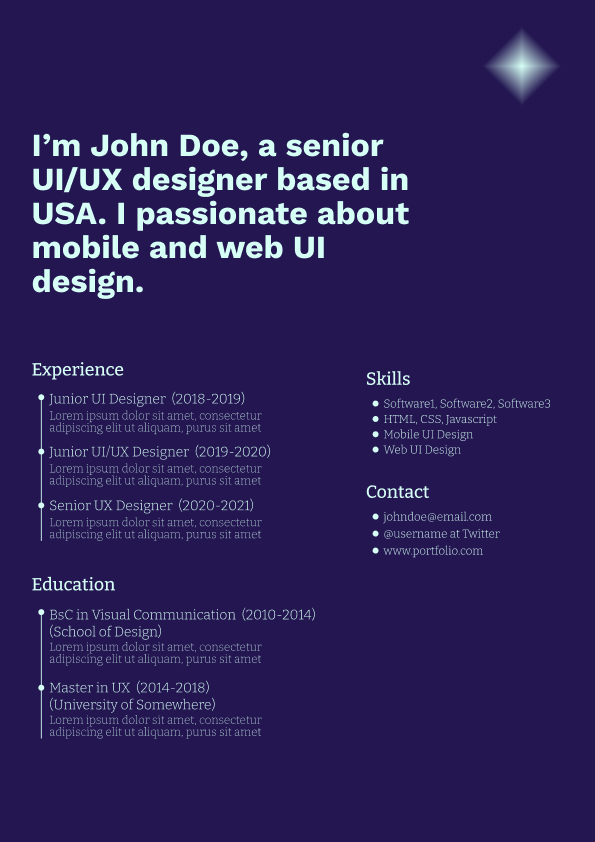 I’m John Doe, a senior
UI/UX designer based in
USA. I passionate about
mobile and web UI
design.
Experience
Junior UI Designer (2018-2019)
Lorem ipsum dolor sit amet, consectetur
adipiscing elit ut aliquam, purus sit amet
Junior UI/UX Designer (2019-2020)
Lorem ipsum dolor sit amet, consectetur
adipiscing elit ut aliquam, purus sit amet
Senior UX Designer (2020-2021)
Lorem ipsum dolor sit amet, consectetur
adipiscing elit ut aliquam, purus sit amet
Education
BsC in Visual Communication (2010-2014)
(School of Design)
Lorem ipsum dolor sit amet, consectetur
adipiscing elit ut aliquam, purus sit amet
Master in UX (2014-2018)
(University of Somewhere)
Lorem ipsum dolor sit amet, consectetur
adipiscing elit ut aliquam, purus sit amet
Skills
Software1, Software2, Software3
HTML, CSS, Javascript
Mobile UI Design
Web UI Design
Contact
johndoe@email.com
@username at Twitter
www.portfolio.com